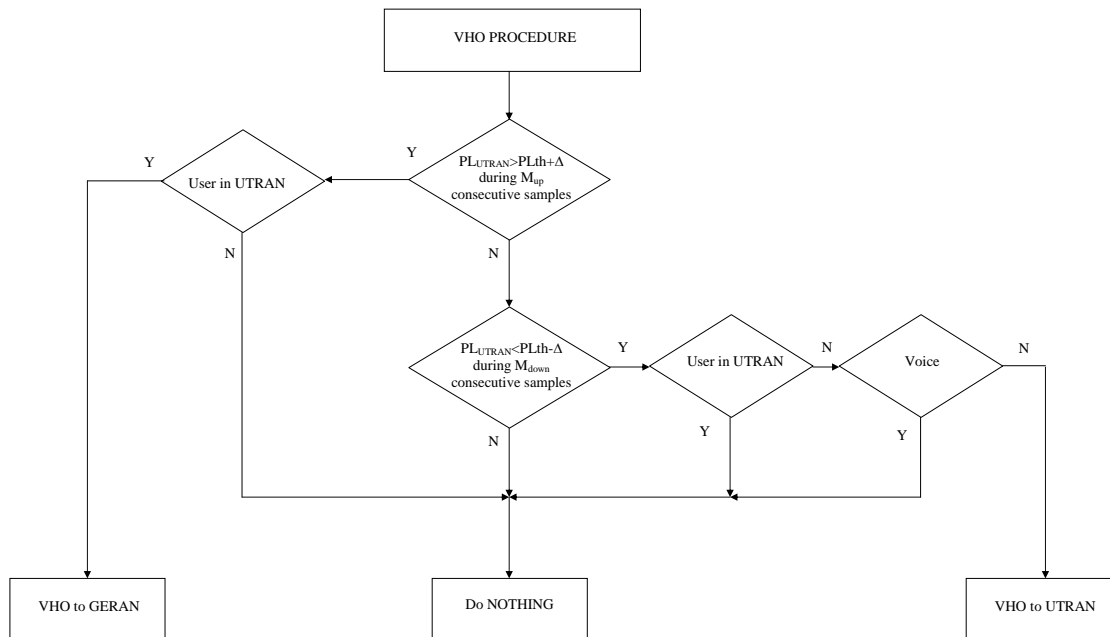 VHO PROCEDURE
PLUTRAN>PLth+Δ
during Mup
consecutive samples
Y
Y
User in UTRAN
N
N
PLUTRAN<PLth-Δ
during Mdown
consecutive samples
Y
User in UTRAN
N
Voice
N
N
Y
Y
VHO to GERAN
Do NOTHING
VHO to UTRAN